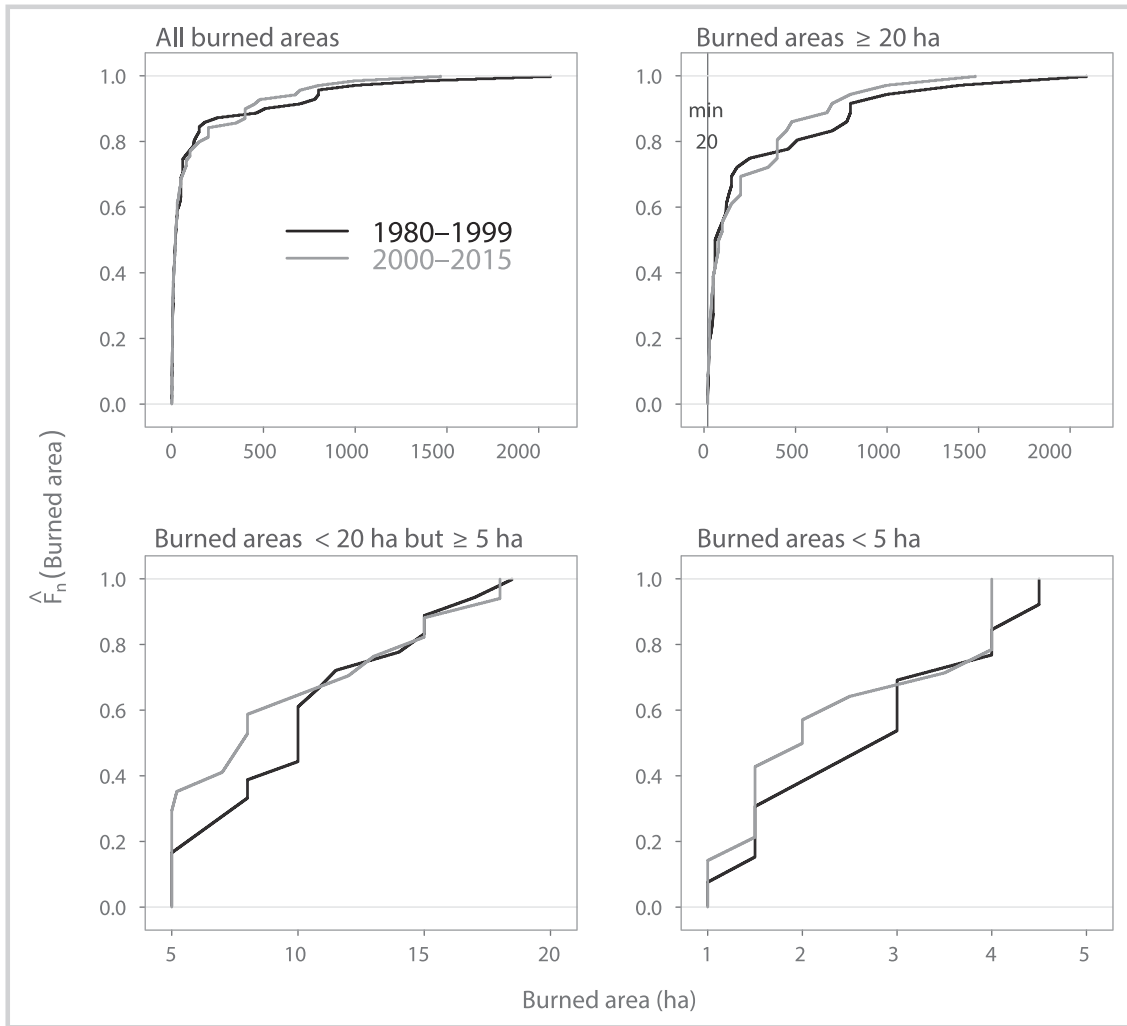 All burned areas
1.0
0.8
0.6
0.4
0.2
0.0
1980–1999
2000–2015
0 500 1000 1500 2000
Burned areas ≥ 20 ha
min
20
1.0
0.8
0.6
0.4
0.2
0.0
0 500 1000 1500 2000
F̂n (Burned area)
Burned areas < 20 ha but ≥ 5 ha
1.0
0.8
0.6
0.4
0.2
0.0
5 10 15 20
Burned areas < 5 ha
1.0
0.8
0.6
0.4
0.2
0.0
1 2 3 4 5
Burned area (ha)